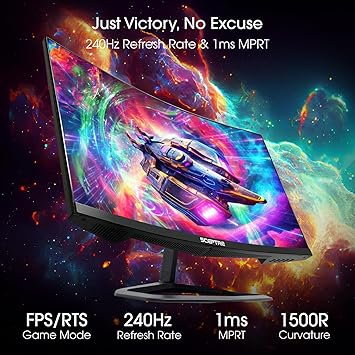 Just Victory, No Excuse
240Hz Refresh Rate & 1ms MPRT
SCEPTRE
FPS/RTS
Game Mode
240Hz
Refresh Rate
1ms
MPRT
1500R
Curvature